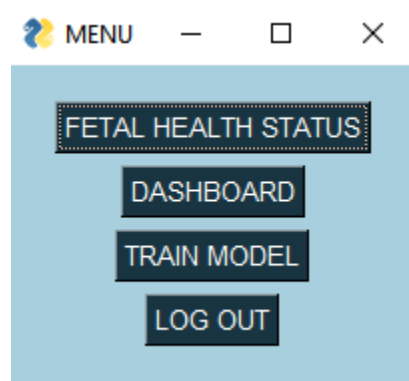 MENU
FETAL HEALTH STATUS
DASHBOARD
TRAIN MODEL
LOG OUT